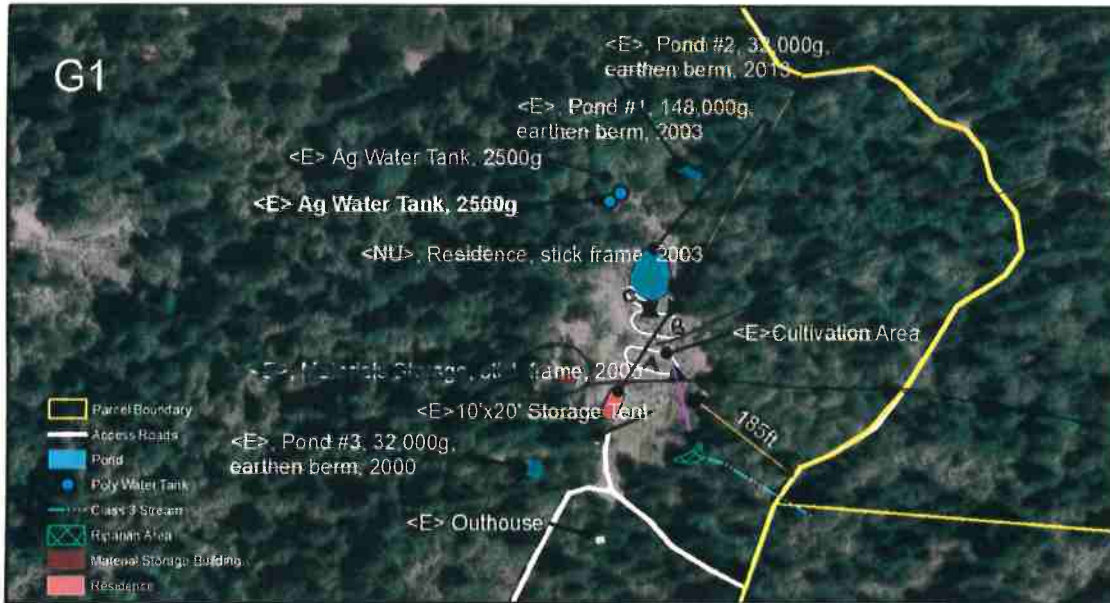 G1
<E>, Pond #2, 32,000g,
earthen berm, 2013
<E>, Pond #1, 148,000g,
earthen berm, 2003
<E> Ag Water Tank, 2500g
<E> Ag Water Tank, 2500g
<NU>, Residence, stick frame, 2003
B
<E>Cultivation Area
A
<E>, Materials Storage, stick frame, 2003
<E>10'x20' Storage Tent
185ft
<E>, Pond #3, 32,000g,
earthen berm, 2000
<E> Outhouse
Parcel Boundary
Access Roads
Pond
Poly Water Tank
Class 3 Stream
Riparian Area
Material Storage Building
Residence